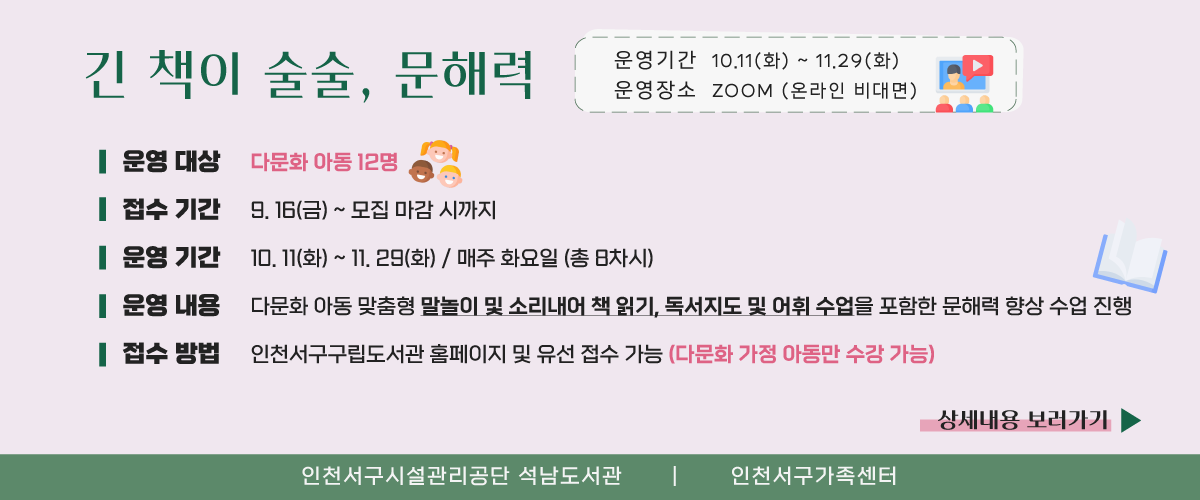 긴 책이 술술, 문해력
운영기간 10.11(화) ~ 11.29(화)
운영장소 ZOOM (온라인 비대면)
운영 대상 다문화 아동 12명
접수 기간 9. 16(금) ~ 모집 마감 시까지
운영 기간 10. 11(화) ~ 11. 29(화) / 매주 화요일 (총 8차시)
운영 내용 다문화 아동 맞춤형 말놀이 및 소리내어 책 읽기, 독서지도 및 어휘 수업을 포함한 문해력 향상 수업 진행
접수 방법 인천서구구립도서관 홈페이지 및 유선 접수 가능 (다문화 가정 아동만 수강 가능)
상세내용 보러가기
인천서구시설관리공단 석남도서관 | 인천서구가족센터